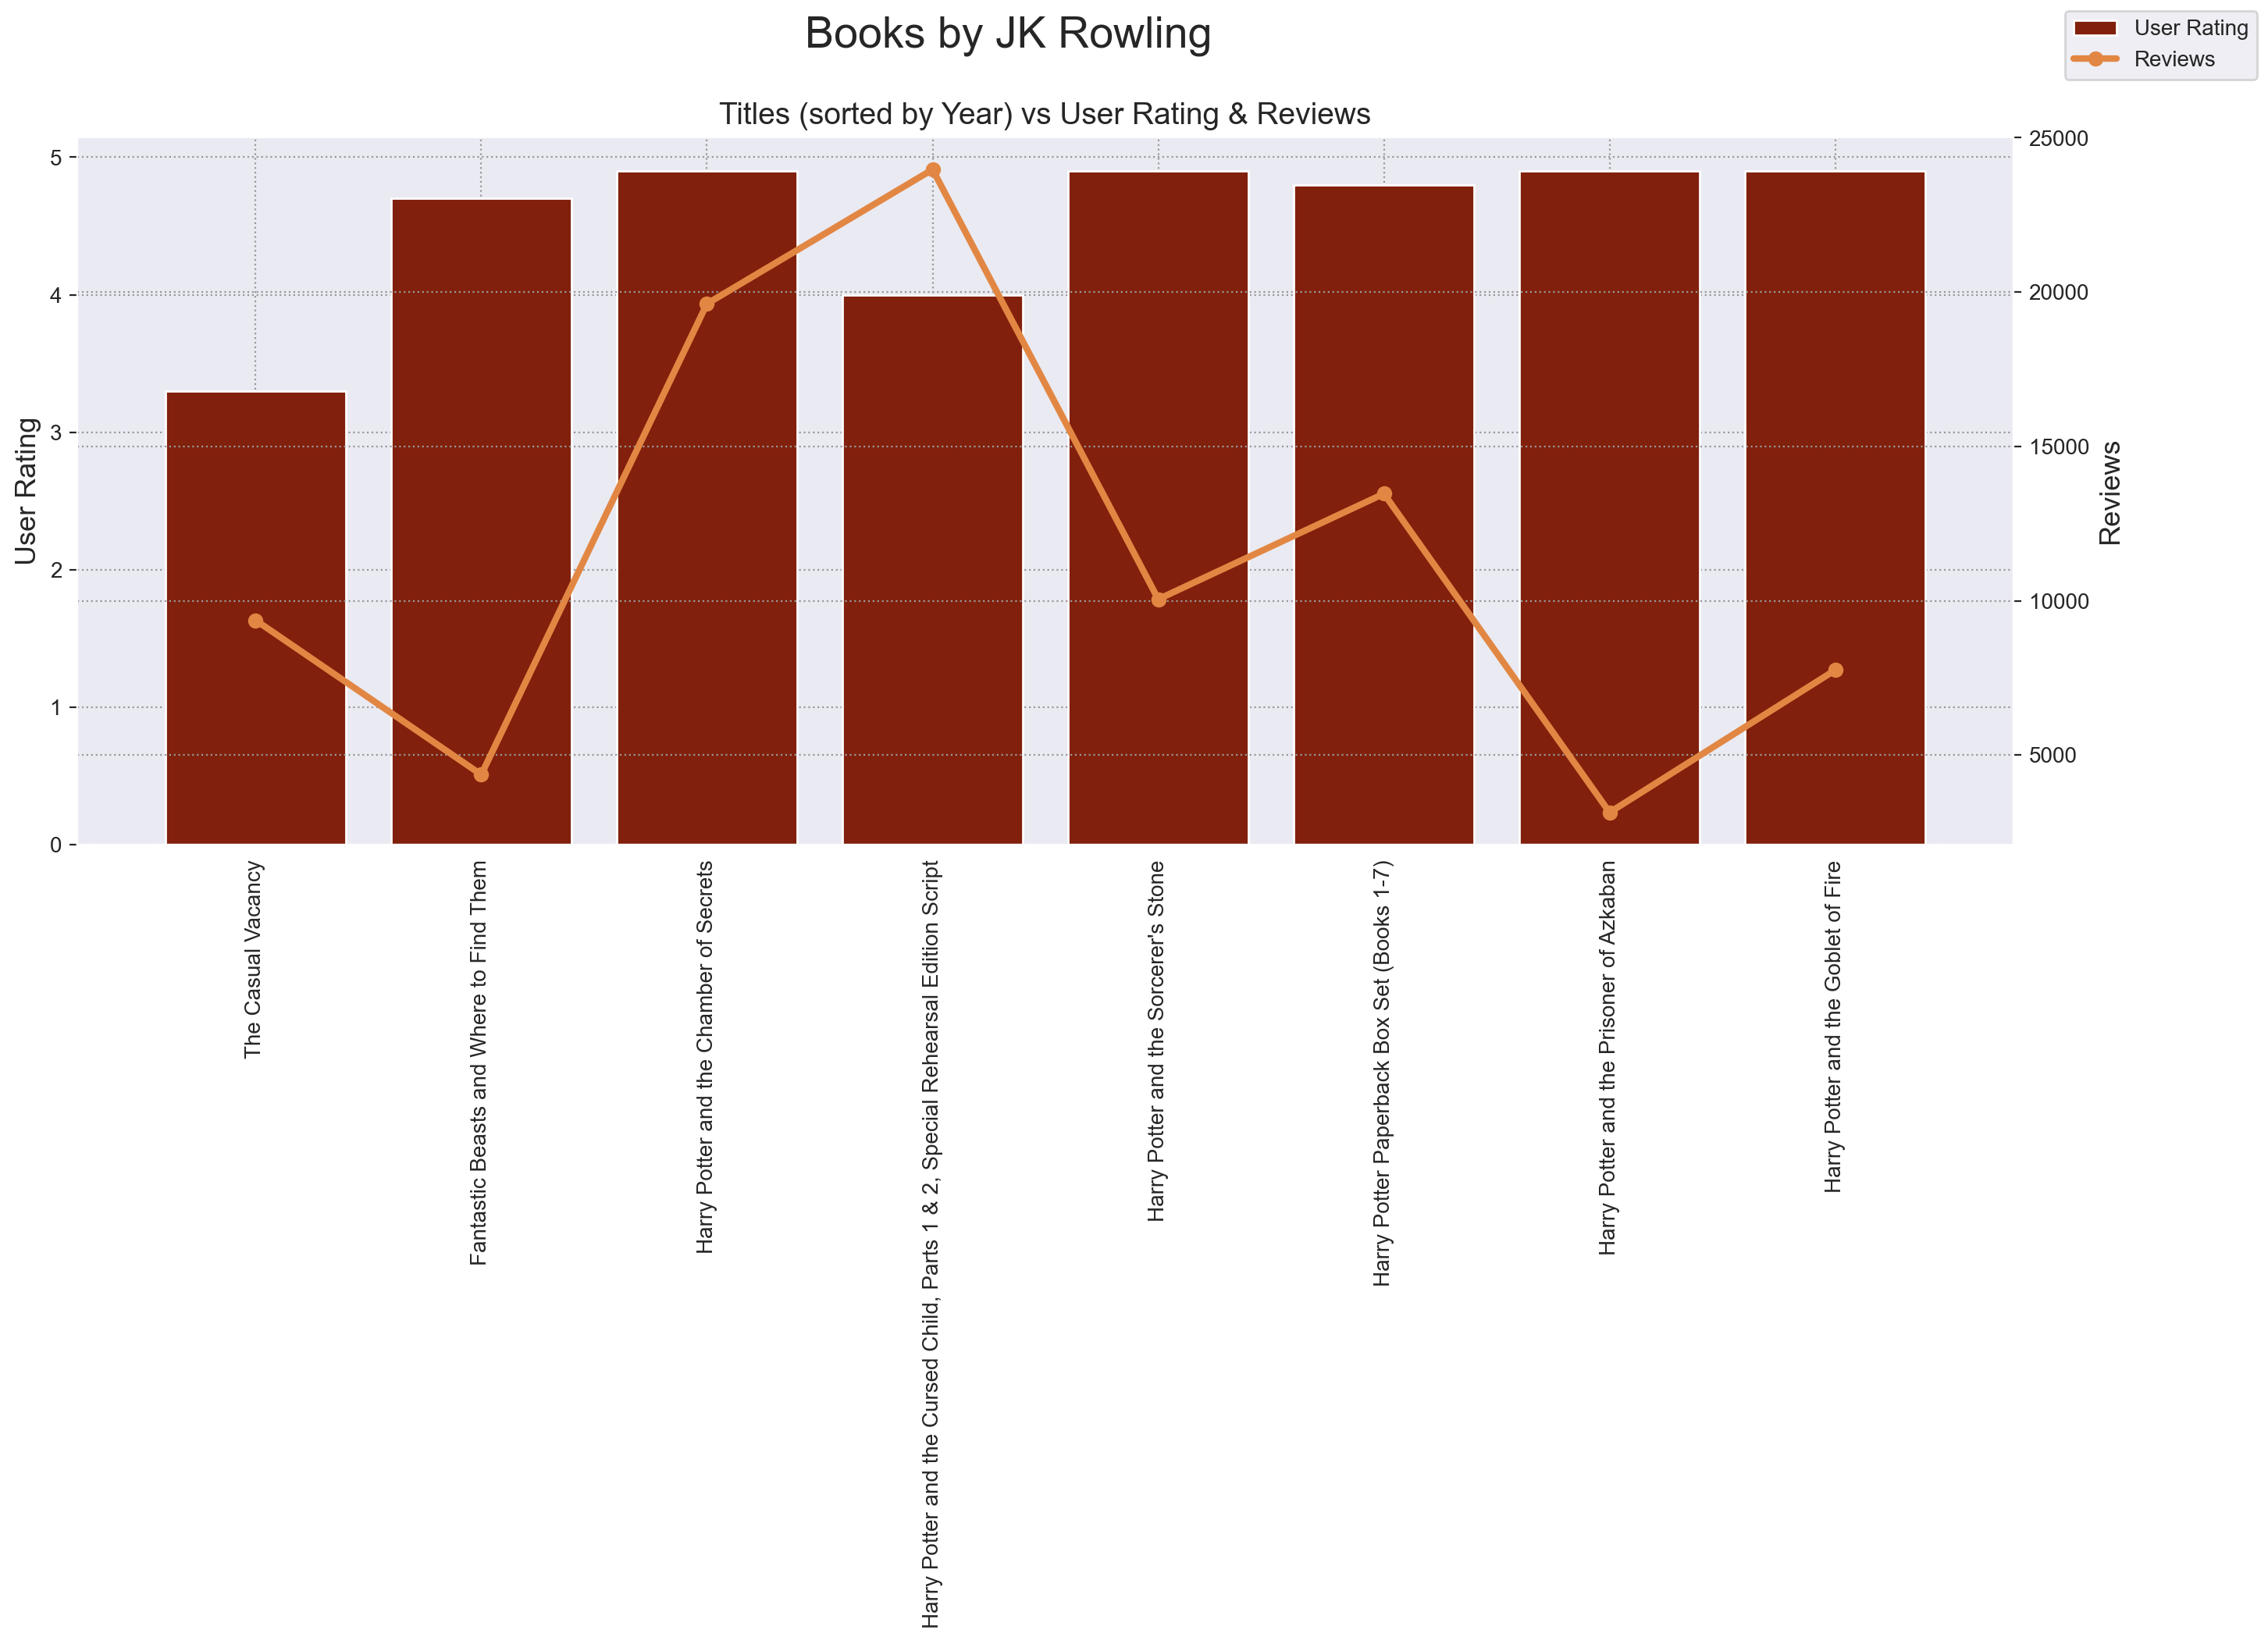 Books by JK Rowling
User Rating
Reviews
Titles (sorted by Year) vs User Rating & Reviews
5
4
3
2
1
0
User Rating
25000
20000
15000
10000
5000
Reviews
The Casual Vacancy
Fantastic Beasts and Where to Find Them
Harry Potter and the Chamber of Secrets
Harry Potter and the Cursed Child, Parts 1 & 2, Special Rehearsal Edition Script
Harry Potter and the Sorcerer's Stone
Harry Potter Paperback Box Set (Books 1-7)
Harry Potter and the Prisoner of Azkaban
Harry Potter and the Goblet of Fire